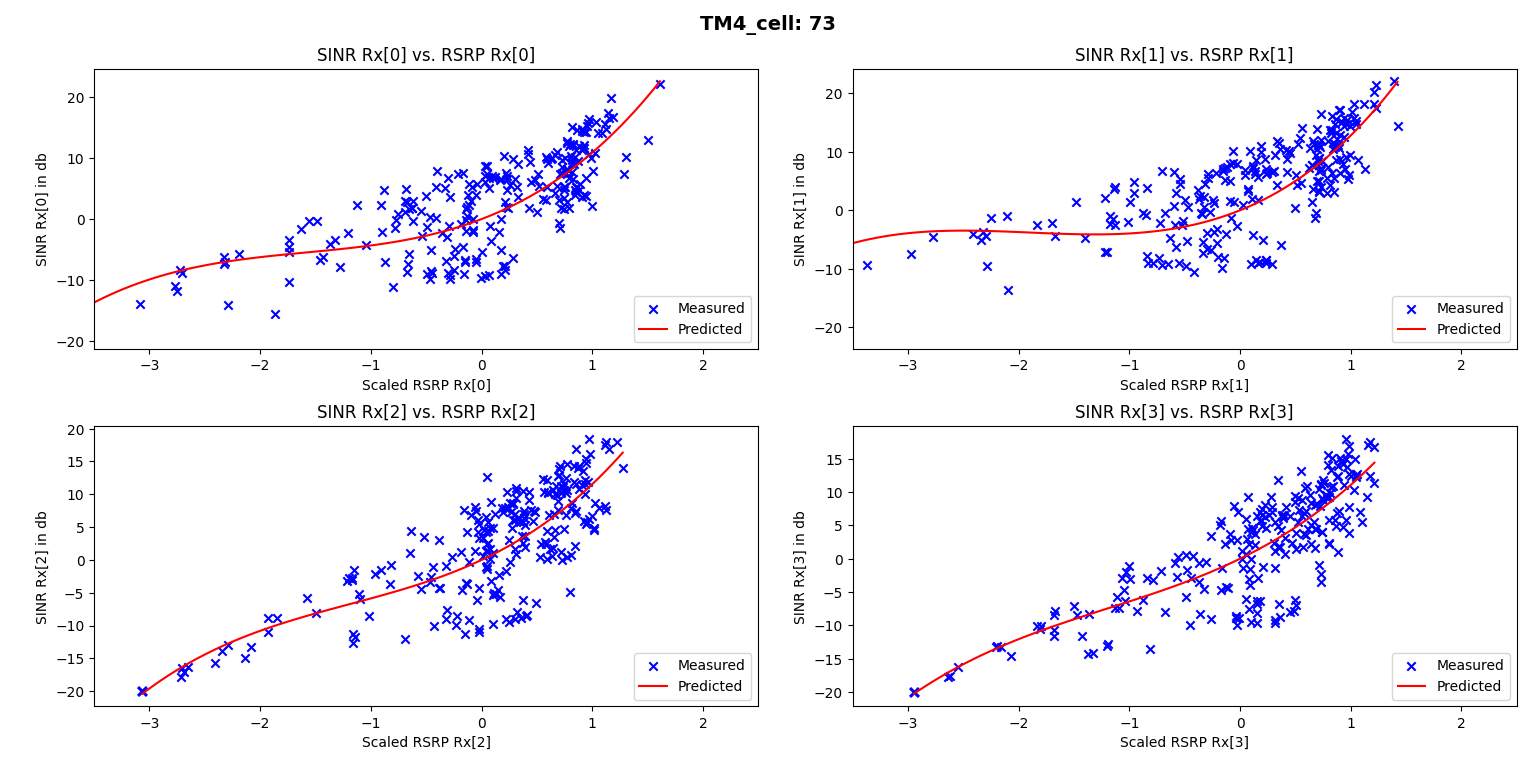 TM4_cell: 73
SINR Rx[0] vs. RSRP Rx[0]
SINR Rx[0] in db
20
10
0
−10
−20
−3
−2
−1
0
1
2
Scaled RSRP Rx[0]
Measured
Predicted
SINR Rx[1] vs. RSRP Rx[1]
SINR Rx[1] in db
20
10
0
−10
−20
−3
−2
−1
0
1
2
Scaled RSRP Rx[1]
Measured
Predicted
SINR Rx[2] vs. RSRP Rx[2]
SINR Rx[2] in db
20
15
10
5
0
−5
−10
−15
−20
−3
−2
−1
0
1
2
Scaled RSRP Rx[2]
Measured
Predicted
SINR Rx[3] vs. RSRP Rx[3]
SINR Rx[3] in db
15
10
5
0
−5
−10
−15
−20
−3
−2
−1
0
1
2
Scaled RSRP Rx[3]
Measured
Predicted